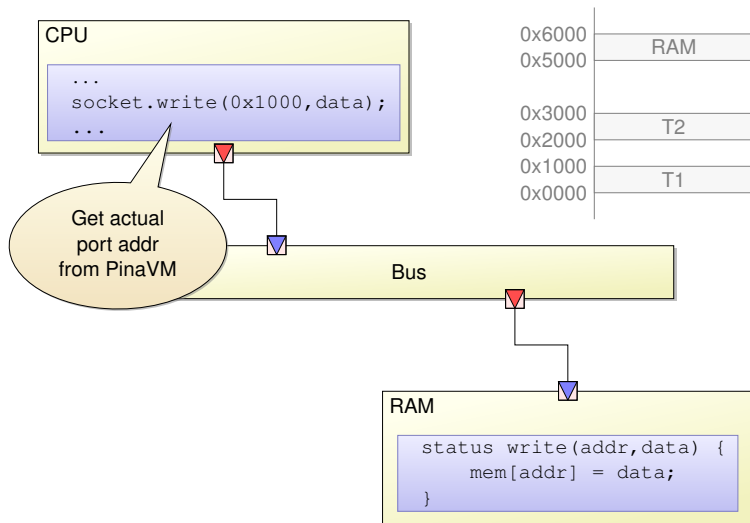 CPU
...
socket.write(0x1000,data);
...
0x6000
RAM
0x5000
0x3000
T2
0x2000
0x1000
T1
0x0000
Get actual
port addr
from PinaVM
Bus
RAM
status write(addr,data) {
mem[addr] = data;
}